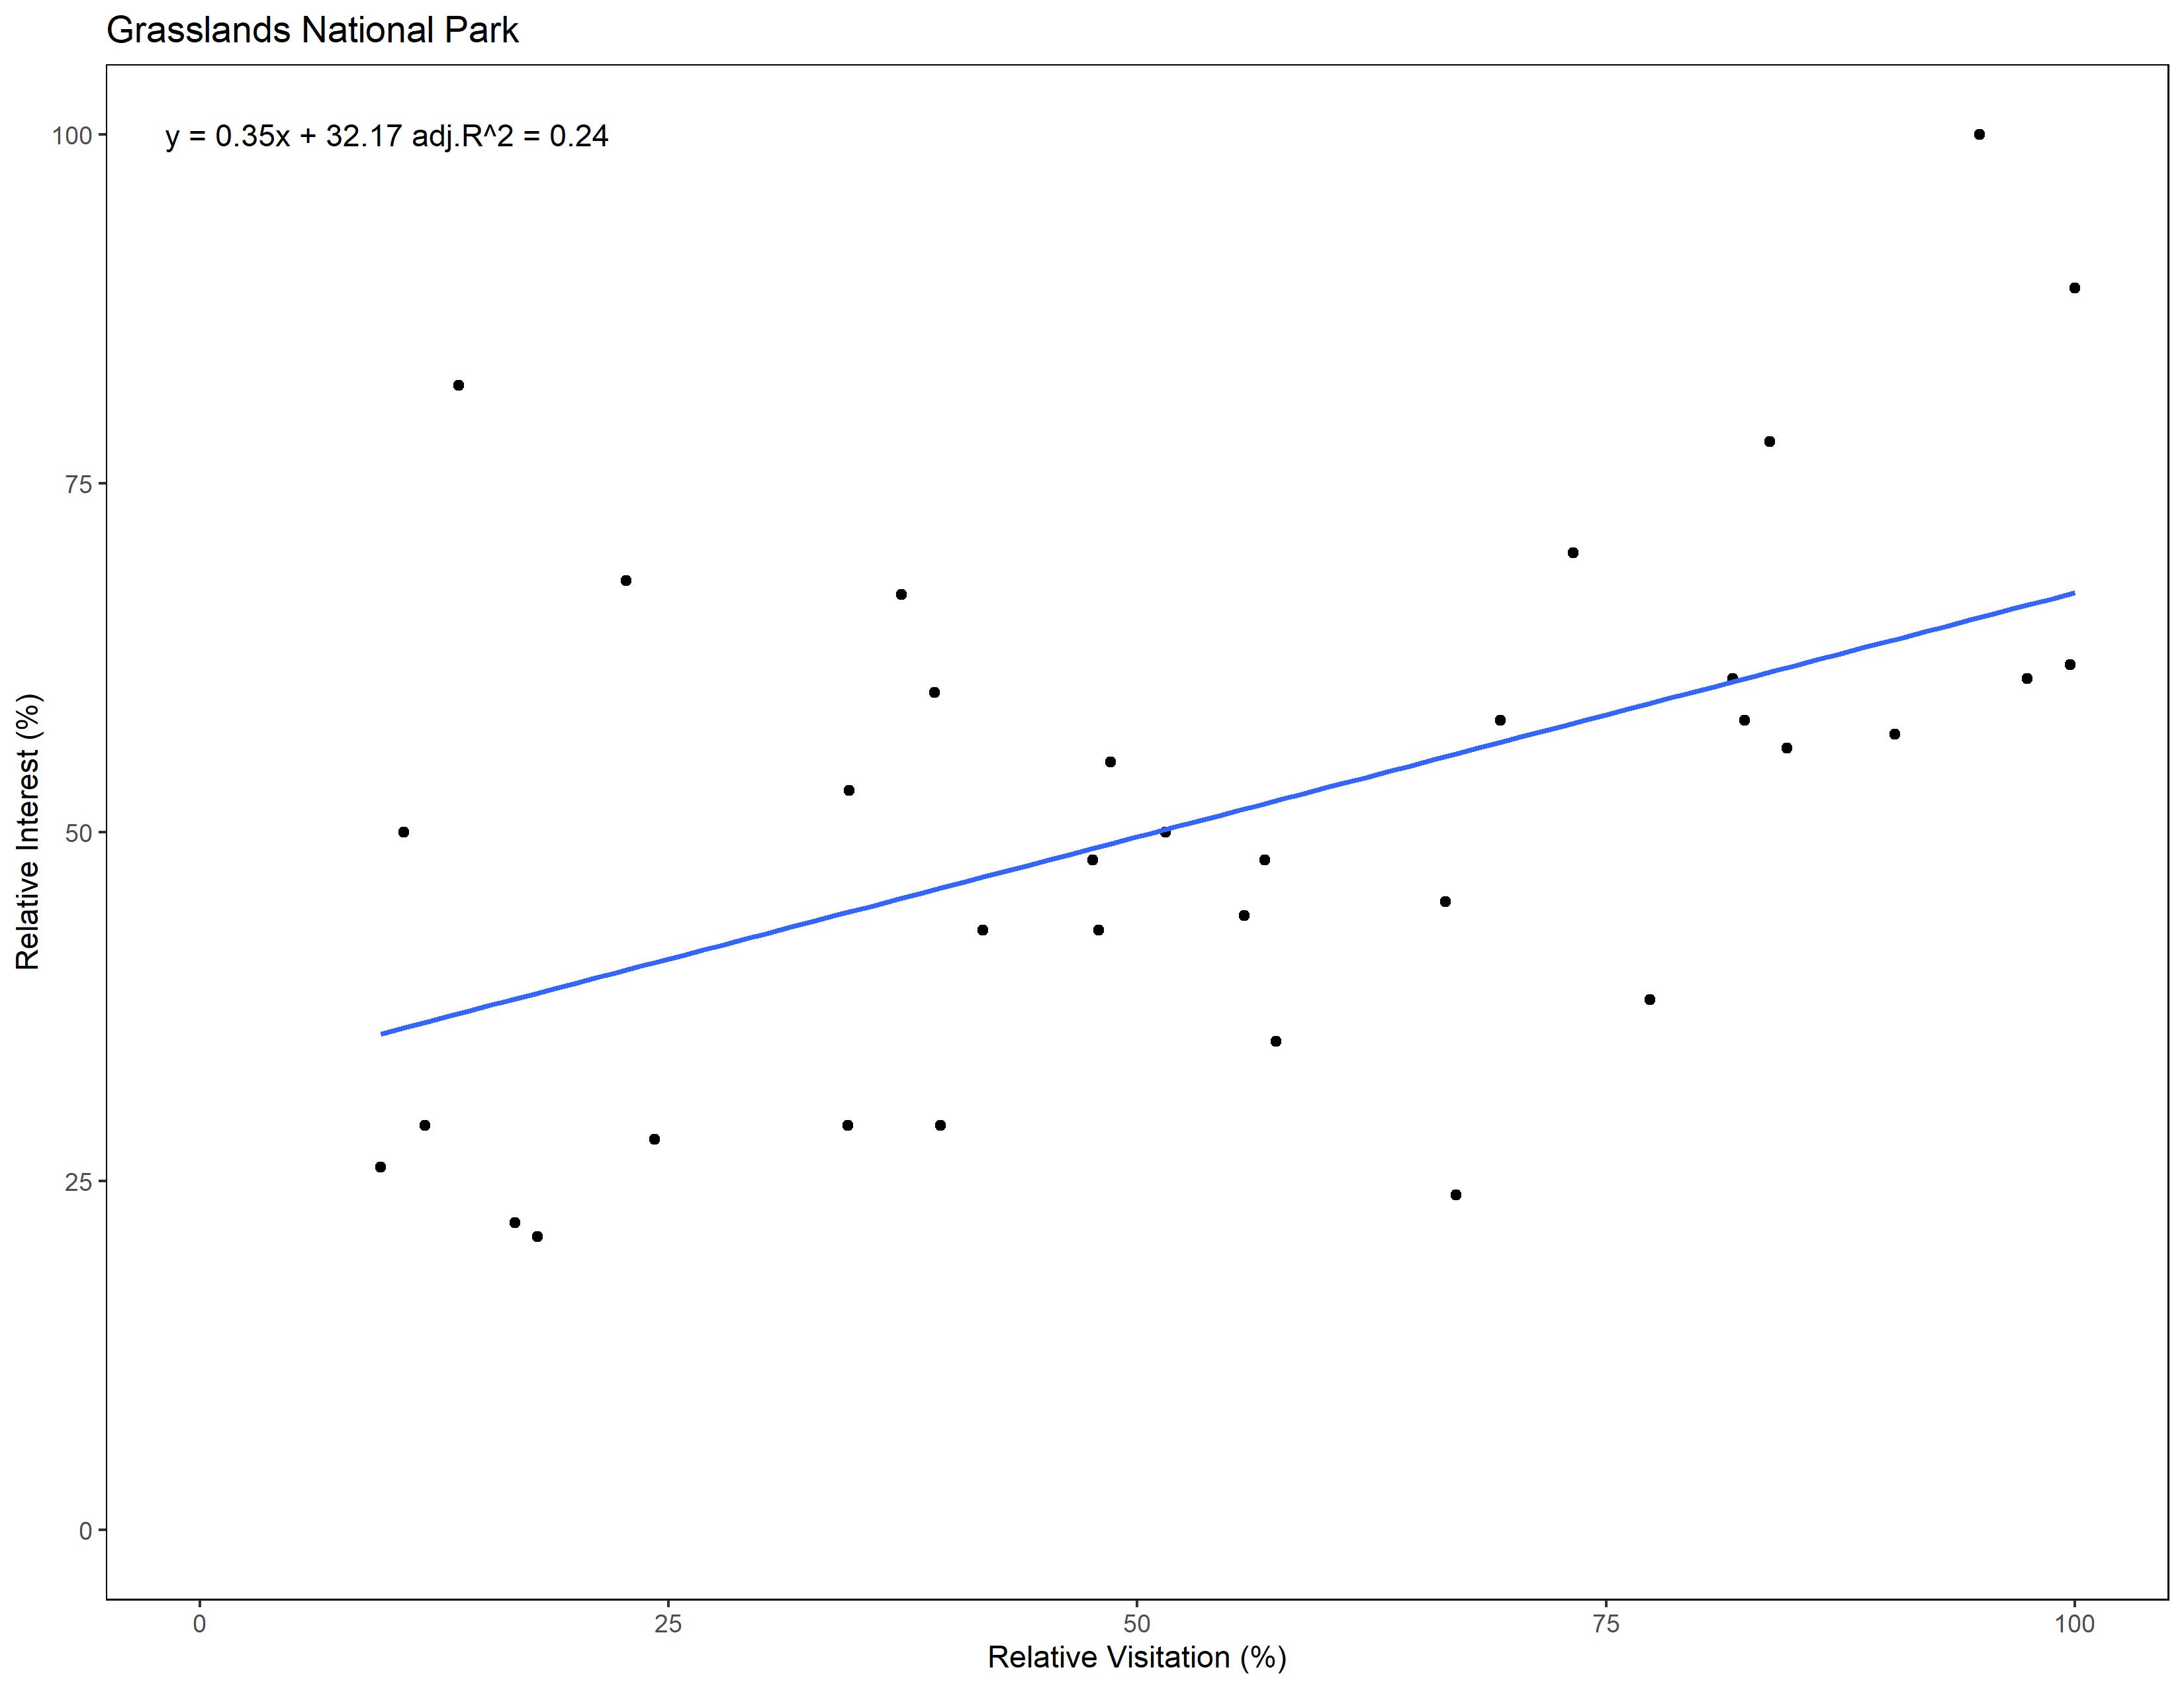 Grasslands National Park
y = 0.35x + 32.17 adj.R^2 = 0.24
Relative Interest (%)
100
75
50
25
0
0 25 50 75 100
Relative Visitation (%)